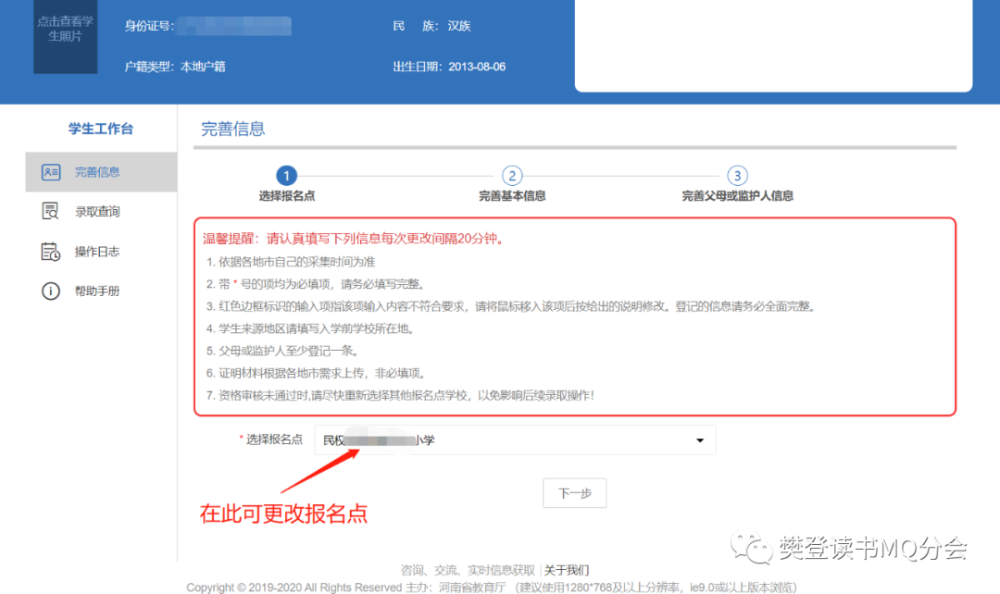 点击查看学
生照片
身份证号:
民 族: 汉族
户籍类型: 本地户籍
出生日期: 2013-08-06
学生工作台
完善信息
录取查询
操作日志
帮助手册
完善信息
1 2 3
选择报名点 完善基本信息 完善父母或监护人信息
温馨提醒：请认真填写下列信息每次更改间隔20分钟。
1. 依据各地市自己的采集时间为准
2. 带 * 号的项均为必填项，请务必填写完整。
3. 红色边框标识的输入项指该项输入内容不符合要求，请将鼠标移入该项后按给出的说明修改。登记的信息请务必全面完整。
4. 学生来源地区请填写入学前学校所在地。
5. 父母或监护人至少登记一条。
6. 证明材料根据各地市需求上传，非必填项。
7. 资格审核未通过时,请尽快重新选择其他报名点学校，以免影响后续录取操作!
* 选择报名点 民权 小学
下一步
在此可更改报名点
樊登读书MQ分会
咨询、交流、实时信息获取 | 关于我们
Copyright © 2019-2020 All Rights Reserved 主办：河南省教育厅 （建议使用1280*768及以上分辨率，ie9.0或以上版本浏览）